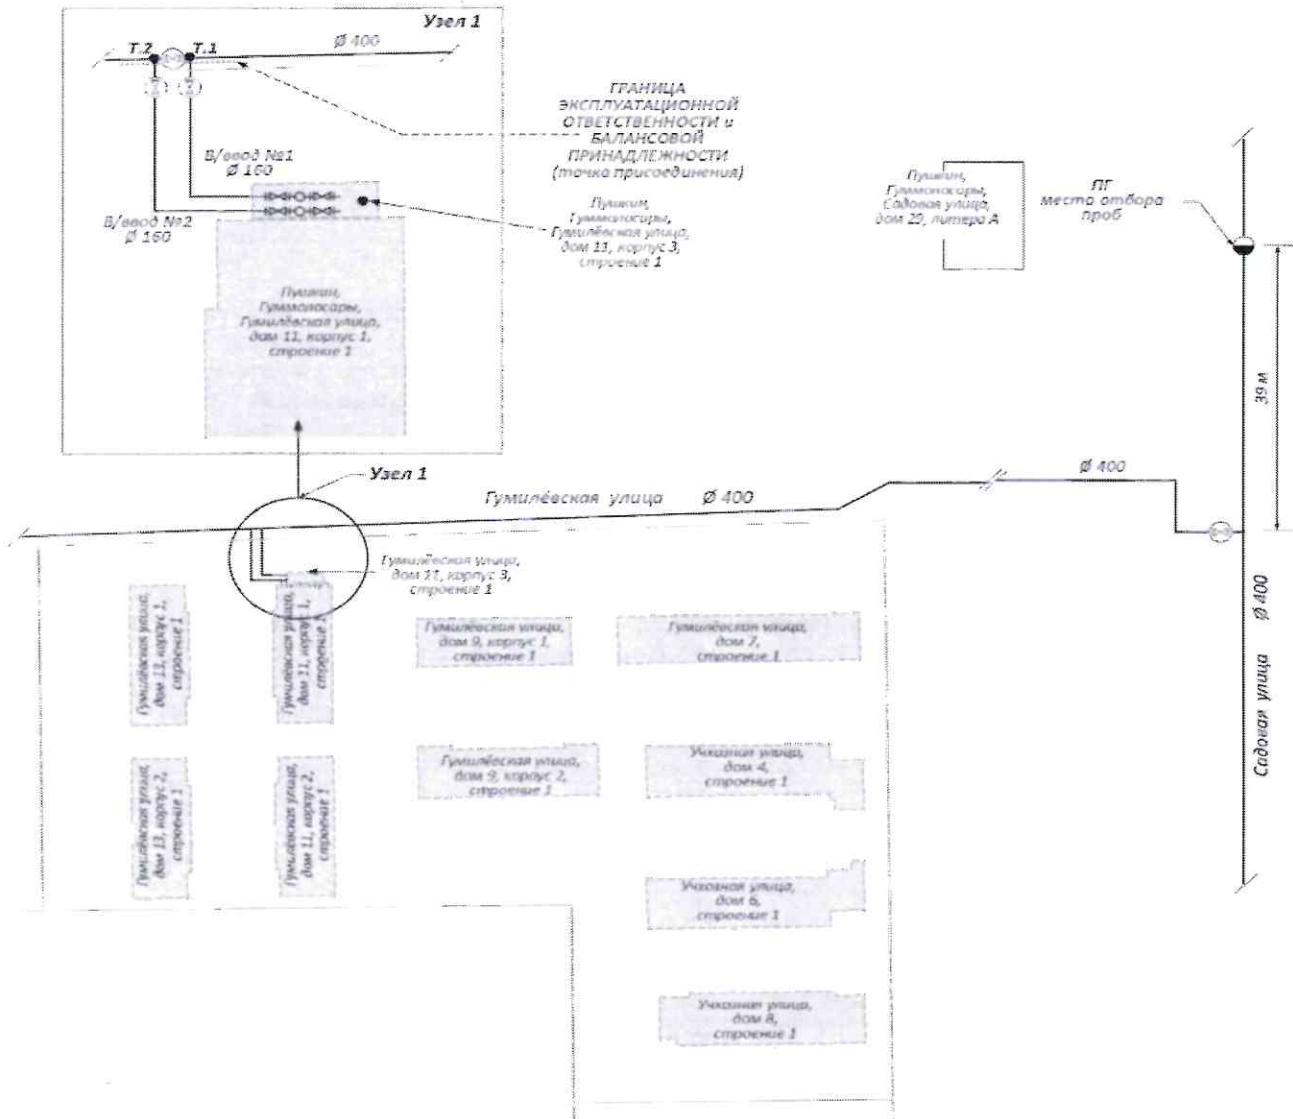 Узел 1
Т.2
Т.1
Ø 400
ГРАНИЦА
ЭКСПЛУАТАЦИОННОЙ
ОТВЕТСТВЕННОСТИ и
БАЛАНСОВОЙ
ПРИНАДЛЕЖНОСТИ
(точка присоединения)
В/ввод №1
Ø 160
В/ввод №2
Ø 160
Пушкин,
Гуммолосары,
Гумилёвская улица,
дом 11, корпус 3,
строение 1
Пушкин,
Гуммолосары,
Гумилёвская улица,
дом 11, корпус 1,
строение 1
Пушкин,
Гуммолосары,
Садовая улица,
дом 20, литера А
ПГ
место отбора
проб
39 м
Узел 1
Гумилёвская улица Ø 400
Ø 400
Гумилёвская улица,
дом 11, корпус 3,
строение 1
Гумилёвская улица,
дом 13, корпус 1,
строение 1
Гумилёвская улица,
дом 11, корпус 1,
строение 1
Гумилёвская улица,
дом 9, корпус 1,
строение 1
Гумилёвская улица,
дом 7,
строение 1
Садовая улица Ø 400
Гумилёвская улица,
дом 13, корпус 2,
строение 1
Гумилёвская улица,
дом 11, корпус 2,
строение 1
Гумилёвская улица,
дом 9, корпус 2,
строение 1
Учхозная улица,
дом 4,
строение 1
Учхозная улица,
дом 6,
строение 1
Учхозная улица,
дом 8,
строение 1